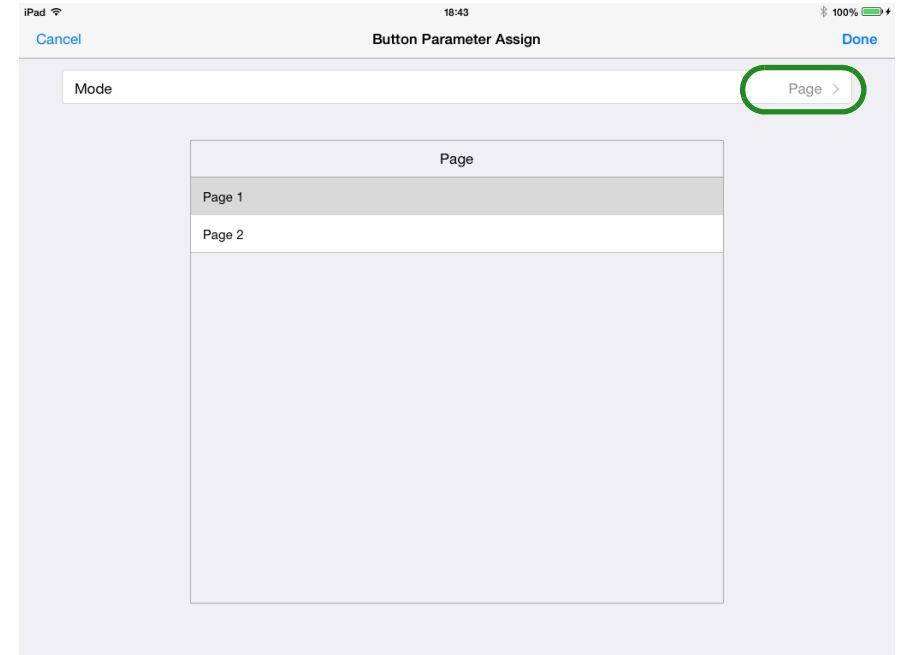 iPad 18:43 100%
Cancel Button Parameter Assign Done
Mode Page
Page
Page 1
Page 2